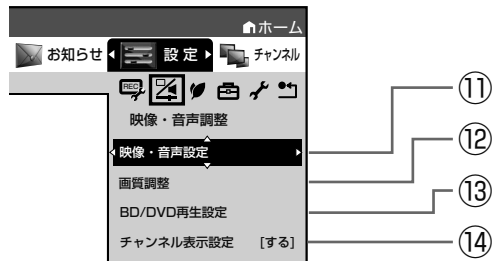 ホーム
お知らせ 設定 チャンネル
REC
映像・音声調整
映像・音声設定 ⑪
画質調整 ⑫
BD/DVD再生設定 ⑬
チャンネル表示設定 [する] ⑭